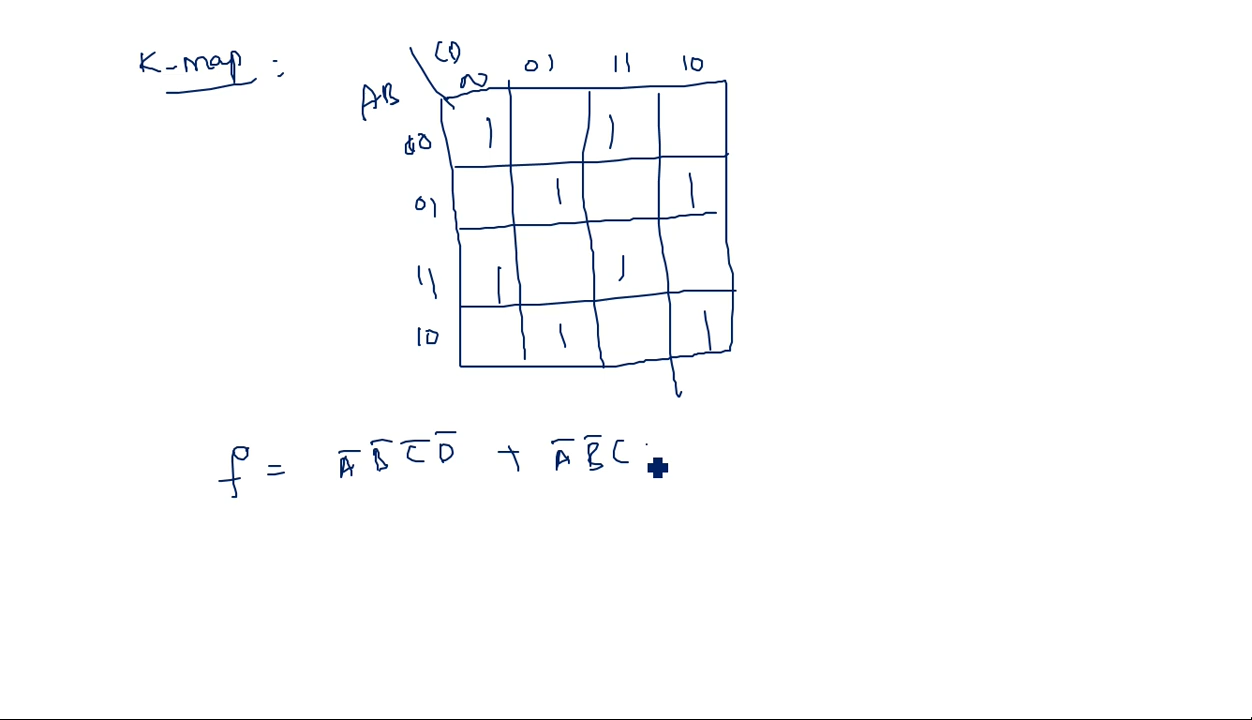 K-map :
CD
00 01 11 10
AB
00 1 1
01 1 1
11 1 1
10 1 1
f = A̅ B̅ C̅ D̅ + A̅ B̅ C